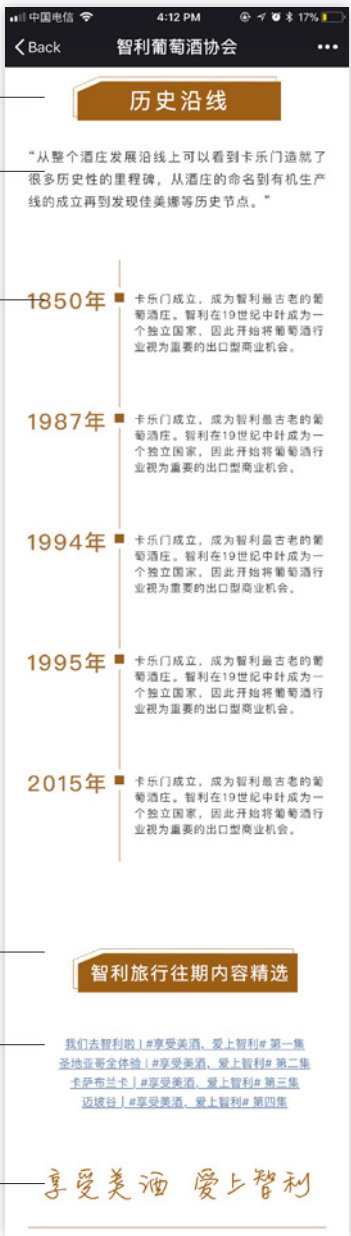 中国电信 4:12 PM 17%
Back 智利葡萄酒协会
历史沿线
“从整个酒庄发展沿线上可以看到卡乐门造就了
很多历史性的里程碑，从酒庄的命名到有机生产
线的成立再到发现佳美娜等历史节点。”
1850年
卡乐门成立，成为智利最古老的葡
萄酒庄。智利在19世纪中叶成为一
个独立国家，因此开始将葡萄酒行
业视为重要的出口型商业机会。
1987年
卡乐门成立，成为智利最古老的葡
萄酒庄。智利在19世纪中叶成为一
个独立国家，因此开始将葡萄酒行
业视为重要的出口型商业机会。
1994年
卡乐门成立，成为智利最古老的葡
萄酒庄。智利在19世纪中叶成为一
个独立国家，因此开始将葡萄酒行
业视为重要的出口型商业机会。
1995年
卡乐门成立，成为智利最古老的葡
萄酒庄。智利在19世纪中叶成为一
个独立国家，因此开始将葡萄酒行
业视为重要的出口型商业机会。
2015年
卡乐门成立，成为智利最古老的葡
萄酒庄。智利在19世纪中叶成为一
个独立国家，因此开始将葡萄酒行
业视为重要的出口型商业机会。
智利旅行往期内容精选
我们去智利啦 | #享受美酒、爱上智利# 第一集
圣地亚哥全体验 | #享受美酒、爱上智利# 第二集
卡萨布兰卡 | #享受美酒、爱上智利# 第三集
迈坡谷 | #享受美酒、爱上智利# 第四集
享受美酒 爱上智利